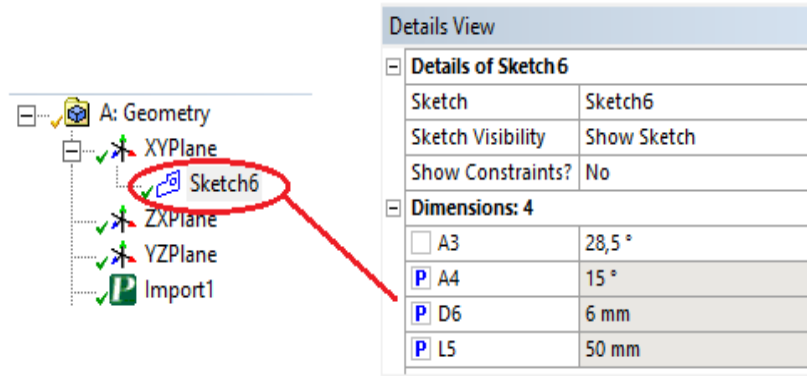 A: Geometry
XYPlane
Sketch6
ZXPlane
YZPlane
Import1
Details View
Details of Sketch6
Sketch Sketch6
Sketch Visibility Show Sketch
Show Constraints? No
Dimensions: 4
A3 28,5 °
P A4 15 °
P D6 6 mm
P L5 50 mm